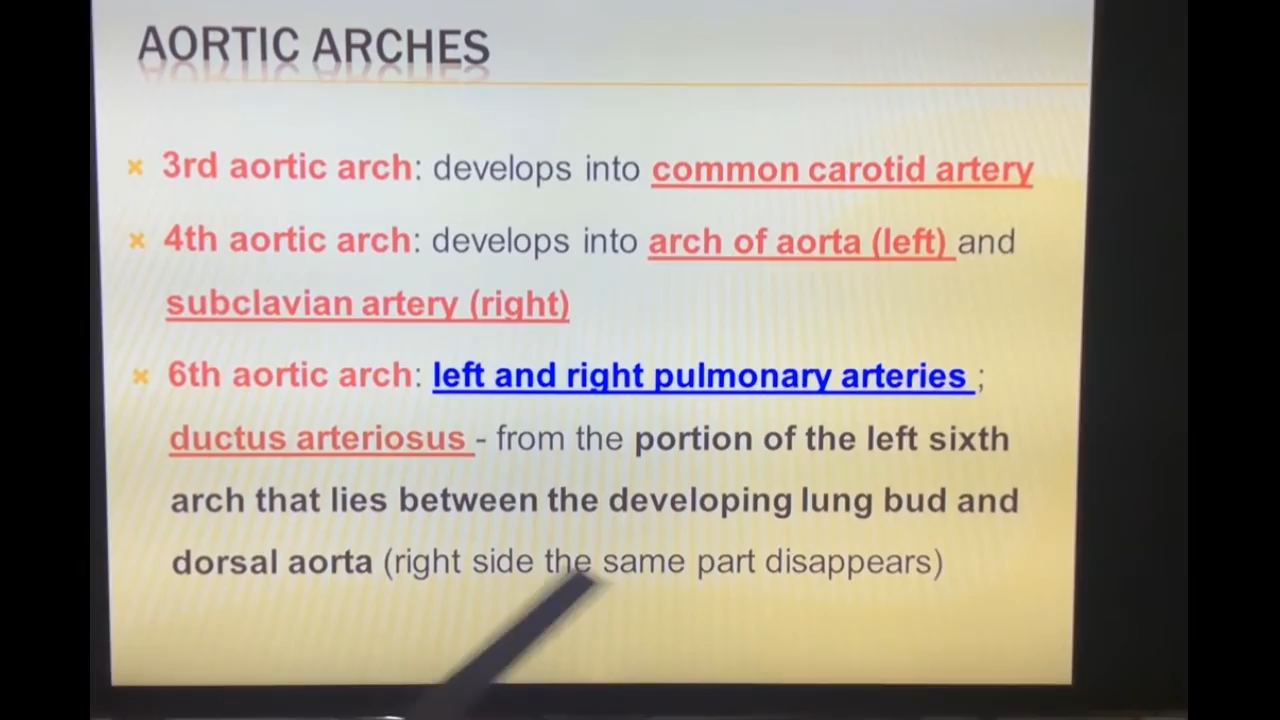 AORTIC ARCHES
3rd aortic arch: develops into common carotid artery
4th aortic arch: develops into arch of aorta (left) and
subclavian artery (right)
6th aortic arch: left and right pulmonary arteries ;
ductus arteriosus - from the portion of the left sixth
arch that lies between the developing lung bud and
dorsal aorta (right side the same part disappears)